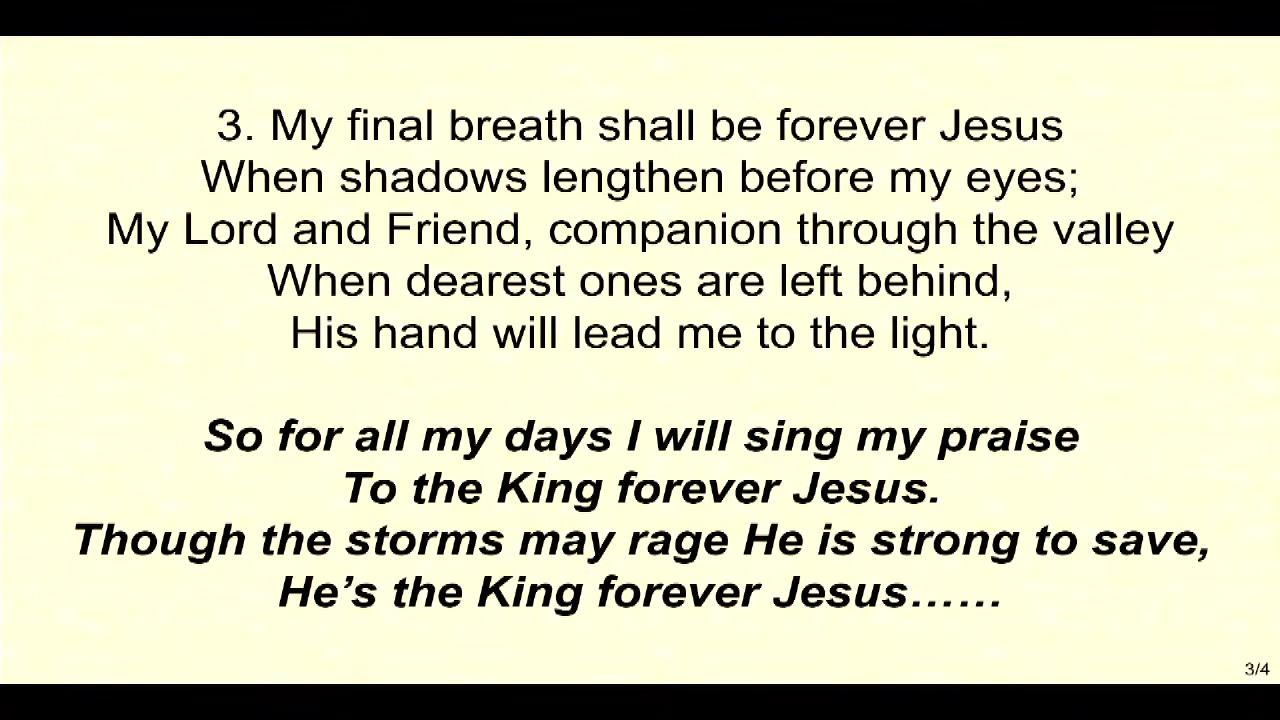 3. My final breath shall be forever Jesus
When shadows lengthen before my eyes;
My Lord and Friend, companion through the valley
When dearest ones are left behind,
His hand will lead me to the light.
So for all my days I will sing my praise
To the King forever Jesus.
Though the storms may rage He is strong to save,
He’s the King forever Jesus……
3/4